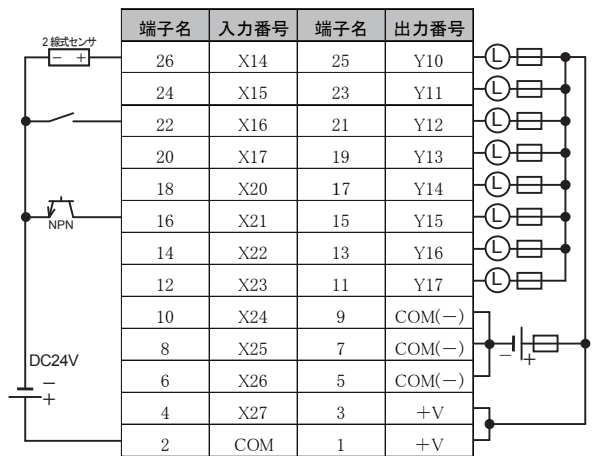 端子名 入力番号 端子名 出力番号
2線式センサ
− +
26 X14 25 Y10 L
24 X15 23 Y11 L
22 X16 21 Y12 L
20 X17 19 Y13 L
18 X20 17 Y14 L
NPN
16 X21 15 Y15 L
14 X22 13 Y16 L
12 X23 11 Y17 L
10 X24 9 COM(−)
8 X25 7 COM(−)
− +
DC24V
6 X26 5 COM(−)
−
+
4 X27 3 +V
2 COM 1 +V